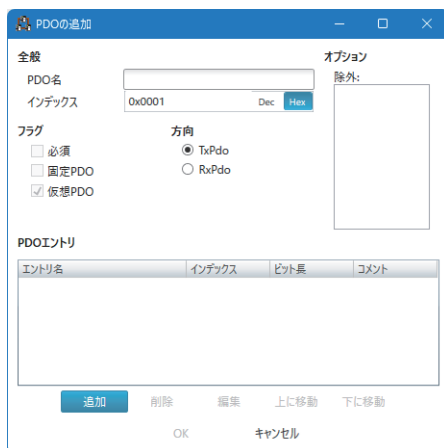 PDOの追加
全般
オプション
PDO名
除外:
インデックス 0x0001 Dec Hex
フラグ
方向
必須
TxPdo
固定PDO
RxPdo
仮想PDO
PDOエントリ
エントリ名 インデックス ビット長 コメント
追加 削除 編集 上に移動 下に移動
OK キャンセル